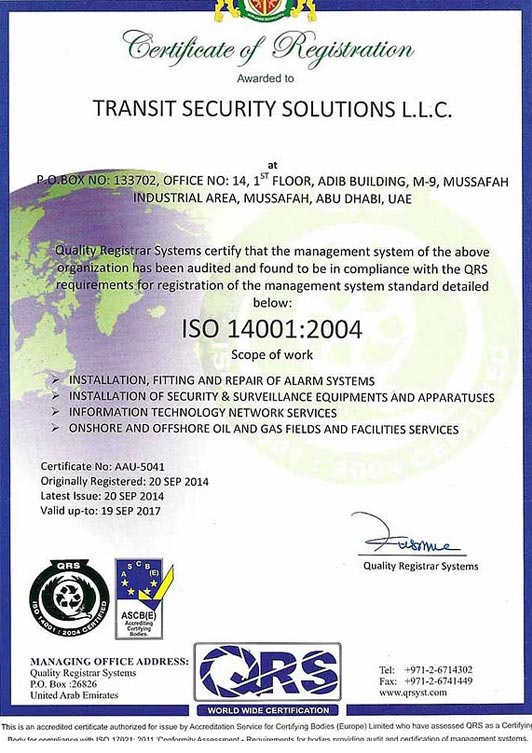 Certificate of Registration
Awarded to
TRANSIT SECURITY SOLUTIONS L.L.C.
at
P.O.BOX NO: 133702, OFFICE NO: 14, 1ST FLOOR, ADIB BUILDING, M-9, MUSSAFAH
INDUSTRIAL AREA, MUSSAFAH, ABU DHABI, UAE
Quality Registrar Systems certify that the management system of the above
organization has been audited and found to be in compliance with the QRS
requirements for registration of the management system standard detailed
below:
ISO 14001:2004
Scope of work
➢ INSTALLATION, FITTING AND REPAIR OF ALARM SYSTEMS
➢ INSTALLATION OF SECURITY & SURVEILLANCE EQUIPMENTS AND APPARATUSES
➢ INFORMATION TECHNOLOGY NETWORK SERVICES
➢ ONSHORE AND OFFSHORE OIL AND GAS FIELDS AND FACILITIES SERVICES
Certificate No: AAU-5041
Originally Registered: 20 SEP 2014
Latest Issue: 20 SEP 2014
Valid up-to: 19 SEP 2017
Quality Registrar Systems
QRS
ISO 14001 : 2004 CERTIFIED
ASCB(E)
ASCB(E)
Accrediting
Certifying
Bodies.
MANAGING OFFICE ADDRESS:
Quality Registrar Systems
P.O. Box :26826
United Arab Emirates
QRS
WORLD WIDE CERTIFICATION
Tel: +971-2-6714302
Fax: +971-2-6741449
www.qrsyst.com
This is an accredited certificate authorized for issue by Accreditation Service for Certifying Bodies (Europe) Limited who have assessed QRS as a Certifying
Body for compliance with ISO 17021: 2011 'Conformity Assessment - Requirements for bodies providing audit and certification of management systems